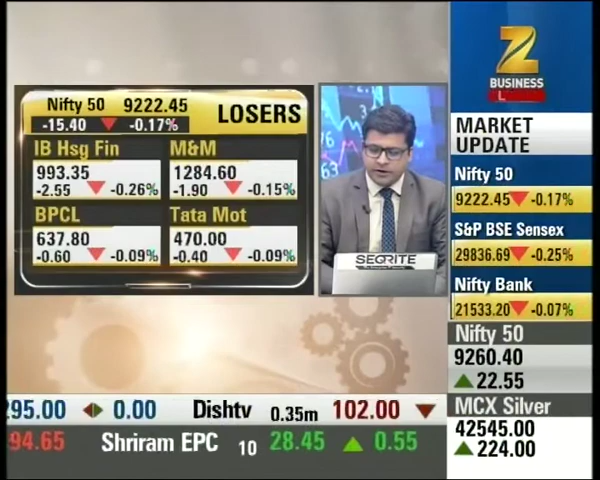 Nifty 50 9222.45
-15.40 -0.17%
LOSERS
IB Hsg Fin
993.35
-2.55 -0.26%
M&M
1284.60
-1.90 -0.15%
BPCL
637.80
-0.60 -0.09%
Tata Mot
470.00
-0.40 -0.09%
SEQRITE
Z
BUSINESS
L
MARKET
UPDATE
Nifty 50
9222.45 -0.17%
S&P BSE Sensex
29836.69 -0.25%
Nifty Bank
21533.20 -0.07%
Nifty 50
9260.40
22.55
MCX Silver
42545.00
224.00
295.00 0.00 Dishtv 0.35m 102.00
94.65 Shriram EPC 10 28.45 0.55